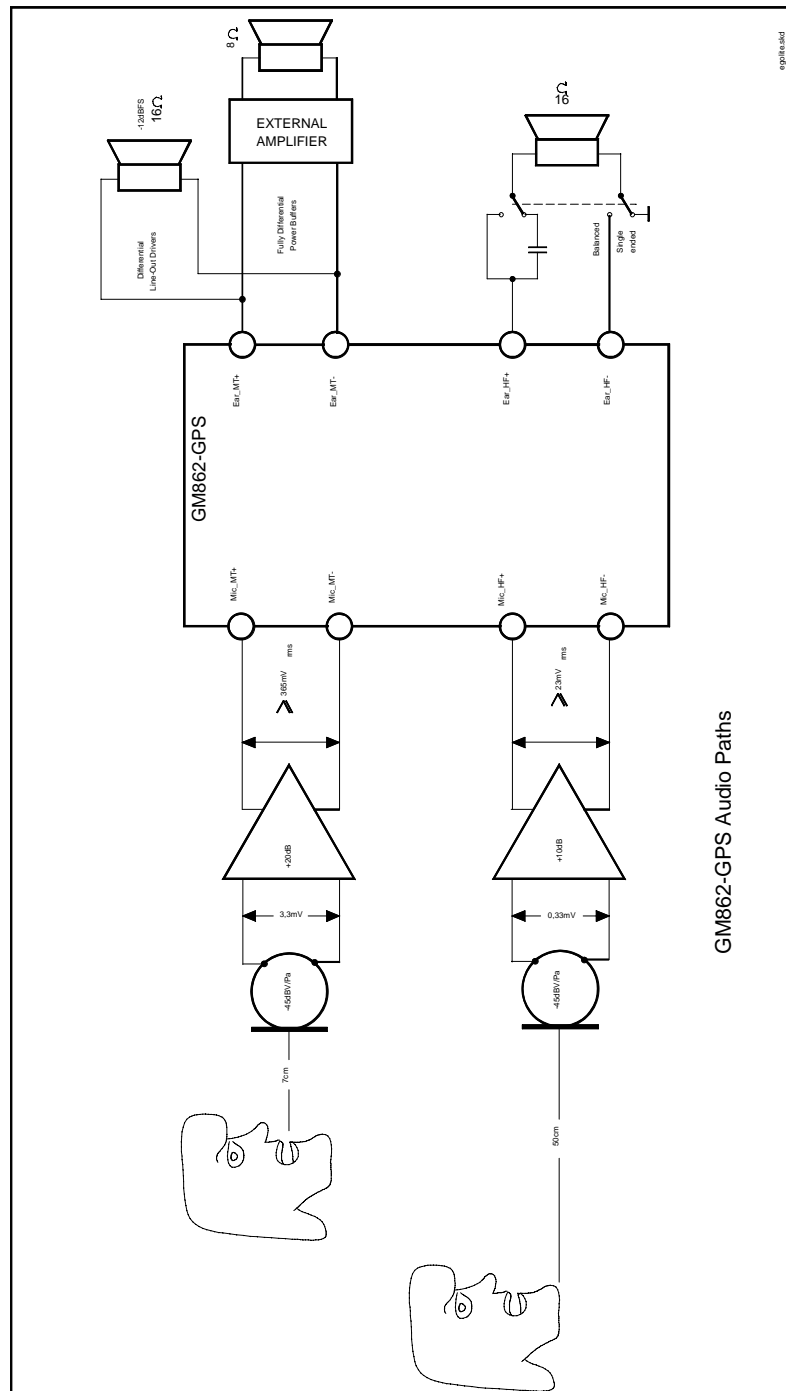 egolite.skd
8Ω
-12dBFS
16Ω
16
Ω
EXTERNAL
AMPLIFIER
Differential
Line-Out Drivers
Fully Differential
Power Buffers
Balanced
Single
ended
Ear_MT+
Ear_MT-
Ear_HF+
Ear_HF-
GM862-GPS
Mic_MT+
Mic_MT-
Mic_HF+
Mic_HF-
365mV rms
23mV rms
+20dB
+10dB
3,3mV
0,33mV
-45dBV/Pa
-45dBV/Pa
7cm
50cm
GM862-GPS Audio Paths